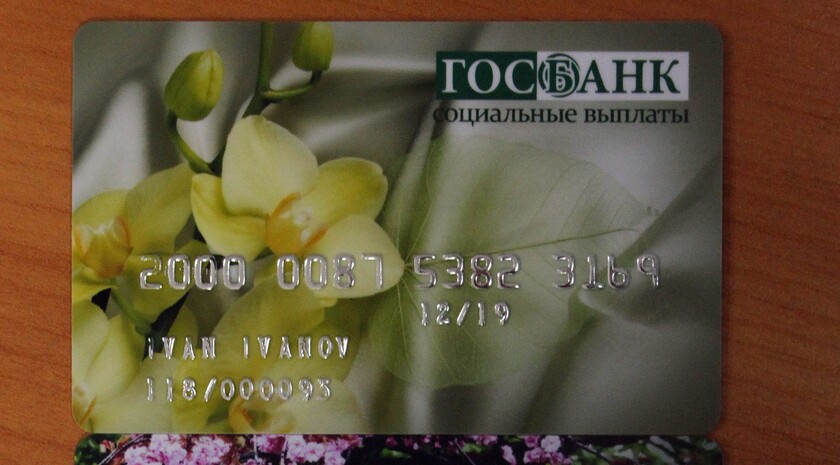 ГОСБАНК
социальные выплаты
2000 0087 5382 3169
12/19
IVAN IVANOV
118/000093